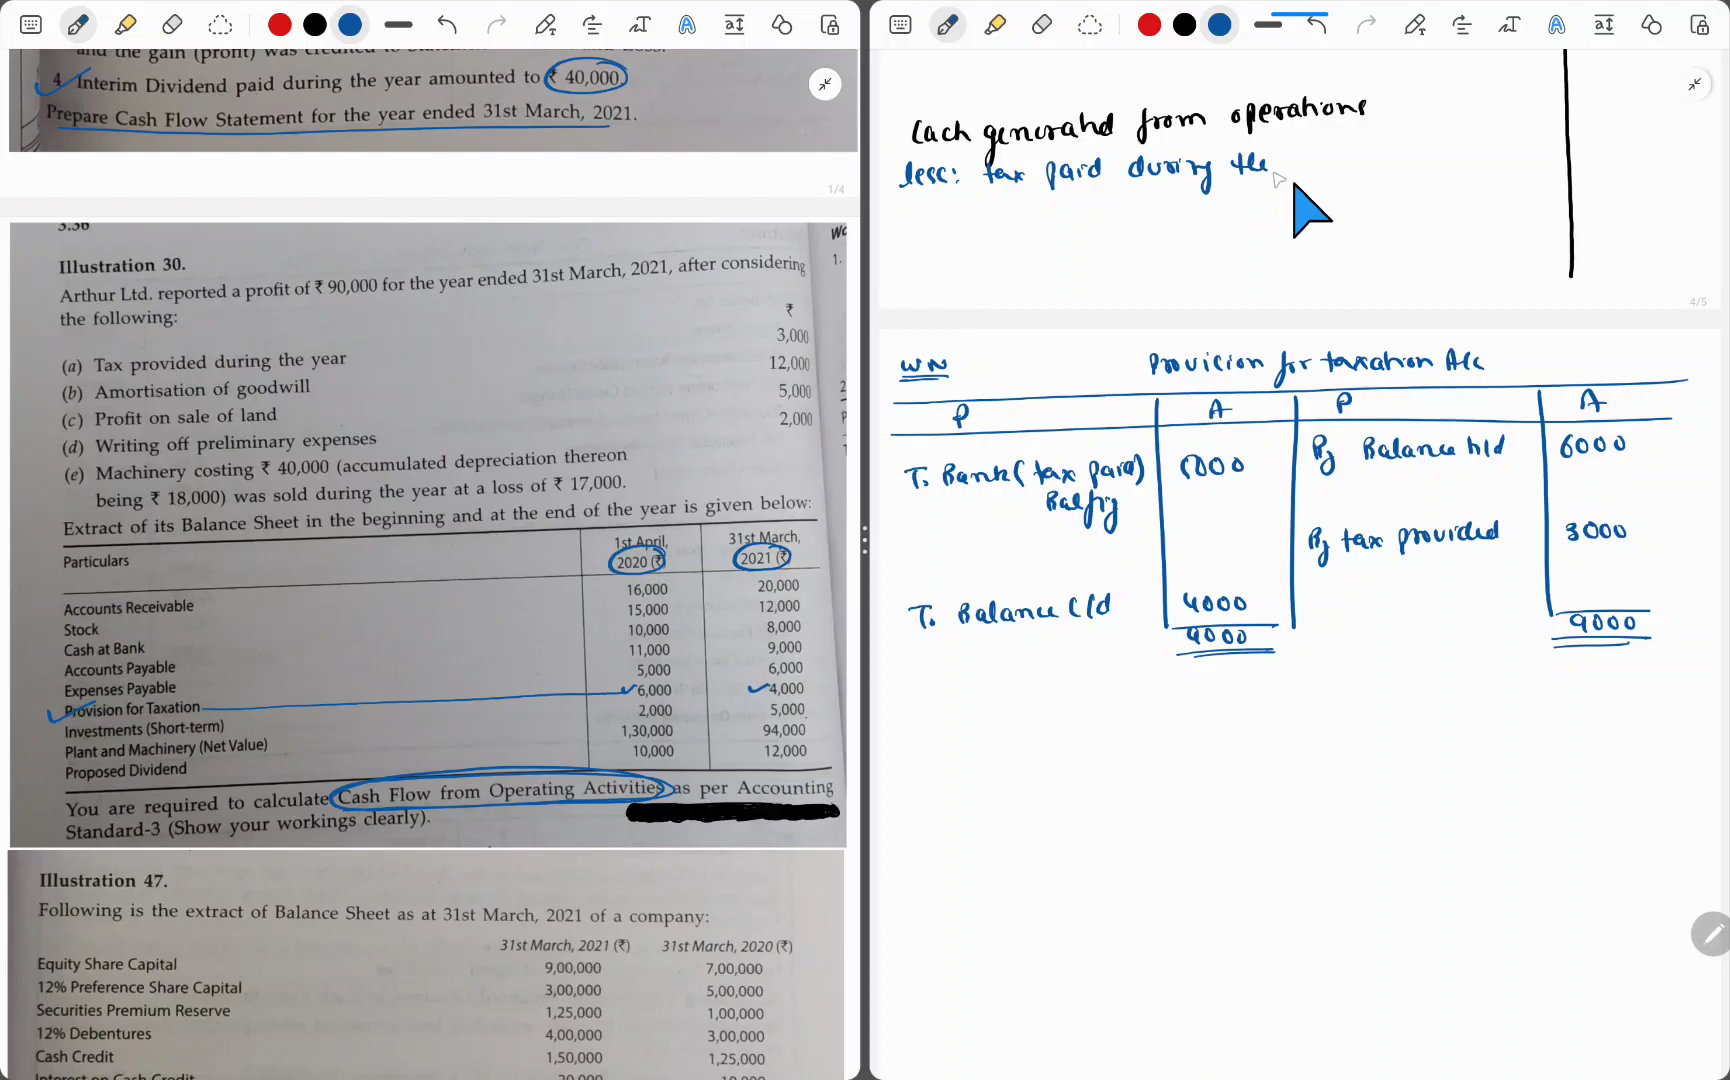 and the gain (profit) was credited to Statement
4 Interim Dividend paid during the year amounted to ₹ 40,000.
Prepare Cash Flow Statement for the year ended 31st March, 2021.
1/4
3.36
Illustration 30.
Arthur Ltd. reported a profit of ₹ 90,000 for the year ended 31st March, 2021, after considering
the following:
₹
(a) Tax provided during the year 3,000
(b) Amortisation of goodwill 12,000
(c) Profit on sale of land 5,000
(d) Writing off preliminary expenses 2,000
(e) Machinery costing ₹ 40,000 (accumulated depreciation thereon
being ₹ 18,000) was sold during the year at a loss of ₹ 17,000.
Extract of its Balance Sheet in the beginning and at the end of the year is given below:
Particulars 1st April, 2020 (₹) 31st March, 2021 (₹)
Accounts Receivable 16,000 20,000
Stock 15,000 12,000
Cash at Bank 10,000 8,000
Accounts Payable 11,000 9,000
Expenses Payable 5,000 6,000
Provision for Taxation 6,000 4,000
Investments (Short-term) 2,000 5,000
Plant and Machinery (Net Value) 1,30,000 94,000
Proposed Dividend 10,000 12,000
You are required to calculate Cash Flow from Operating Activities as per Accounting
Standard-3 (Show your workings clearly).
Illustration 47.
Following is the extract of Balance Sheet as at 31st March, 2021 of a company:
31st March, 2021 (₹) 31st March, 2020 (₹)
Equity Share Capital 9,00,000 7,00,000
12% Preference Share Capital 3,00,000 5,00,000
Securities Premium Reserve 1,25,000 1,00,000
12% Debentures 4,00,000 3,00,000
Cash Credit 1,50,000 1,25,000
Interest on Cash Credit
Cash generated from operations
less: tax paid during the
4/5
WN Provision for taxation A/c
P A P A
To Bank (tax paid) 5000 By Balance b/d 6000
Bal fig
By tax provided 3000
To Balance C/d 4000
9000 9000